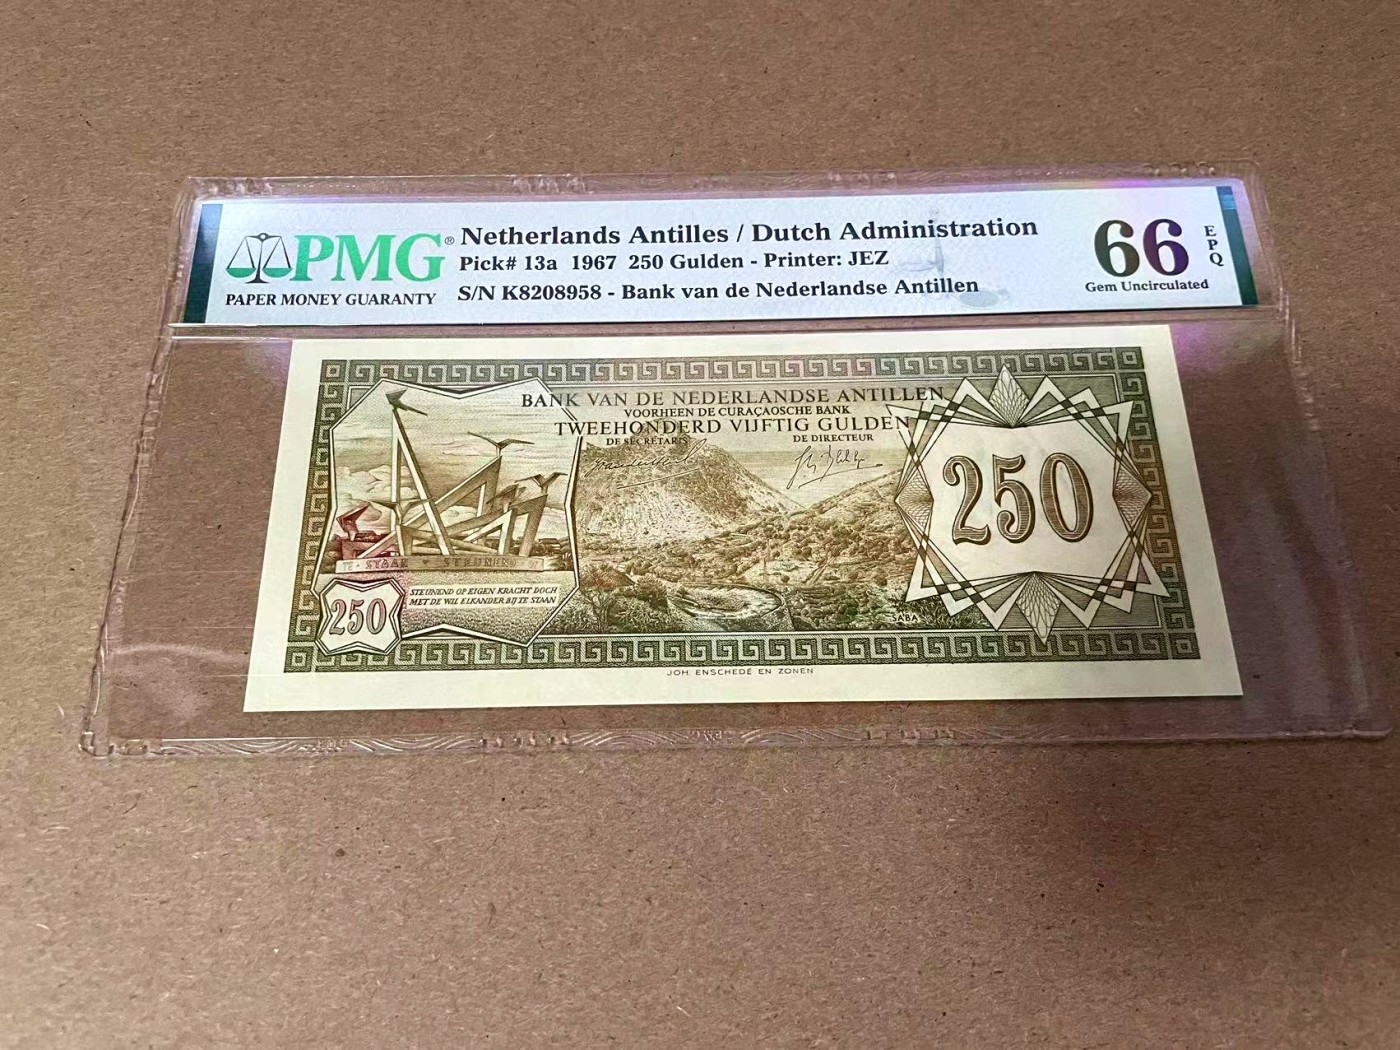 PMG®
PAPER MONEY GUARANTY
Netherlands Antilles / Dutch Administration
Pick# 13a 1967 250 Gulden - Printer: JEZ
S/N K8208958 - Bank van de Nederlandse Antillen
66
EPQ
Gem Uncirculated
BANK VAN DE NEDERLANDSE ANTILLEN
VOORHEEN DE CURAÇAOSCHE BANK
TWEEHONDERD VIJFTIG GULDEN
DE SECRETARIS DE DIRECTEUR
250
STEUNEND OP EIGEN KRACHT DOCH
MET DE WIL ELKANDER BIJ TE STAAN
250
SABA
JOH. ENSCHEDÉ EN ZONEN